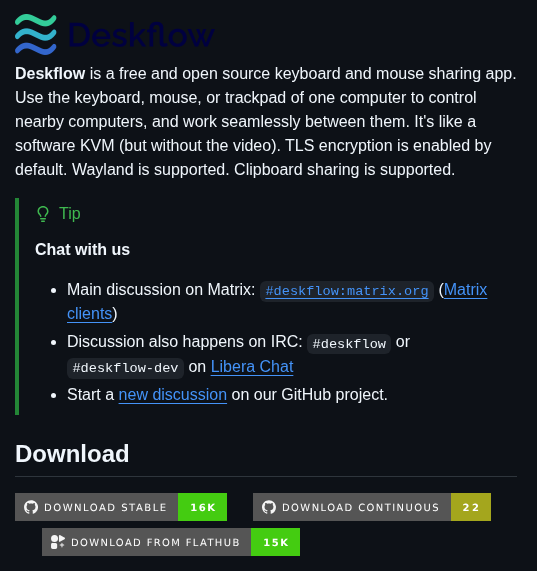 Deskflow
Deskflow is a free and open source keyboard and mouse sharing app.
Use the keyboard, mouse, or trackpad of one computer to control
nearby computers, and work seamlessly between them. It's like a
software KVM (but without the video). TLS encryption is enabled by
default. Wayland is supported. Clipboard sharing is supported.
Tip
Chat with us
• Main discussion on Matrix: #deskflow:matrix.org (Matrix
clients)
• Discussion also happens on IRC: #deskflow or
#deskflow-dev on Libera Chat
• Start a new discussion on our GitHub project.
Download
DOWNLOAD STABLE 16K DOWNLOAD CONTINUOUS 22
DOWNLOAD FROM FLATHUB 15K